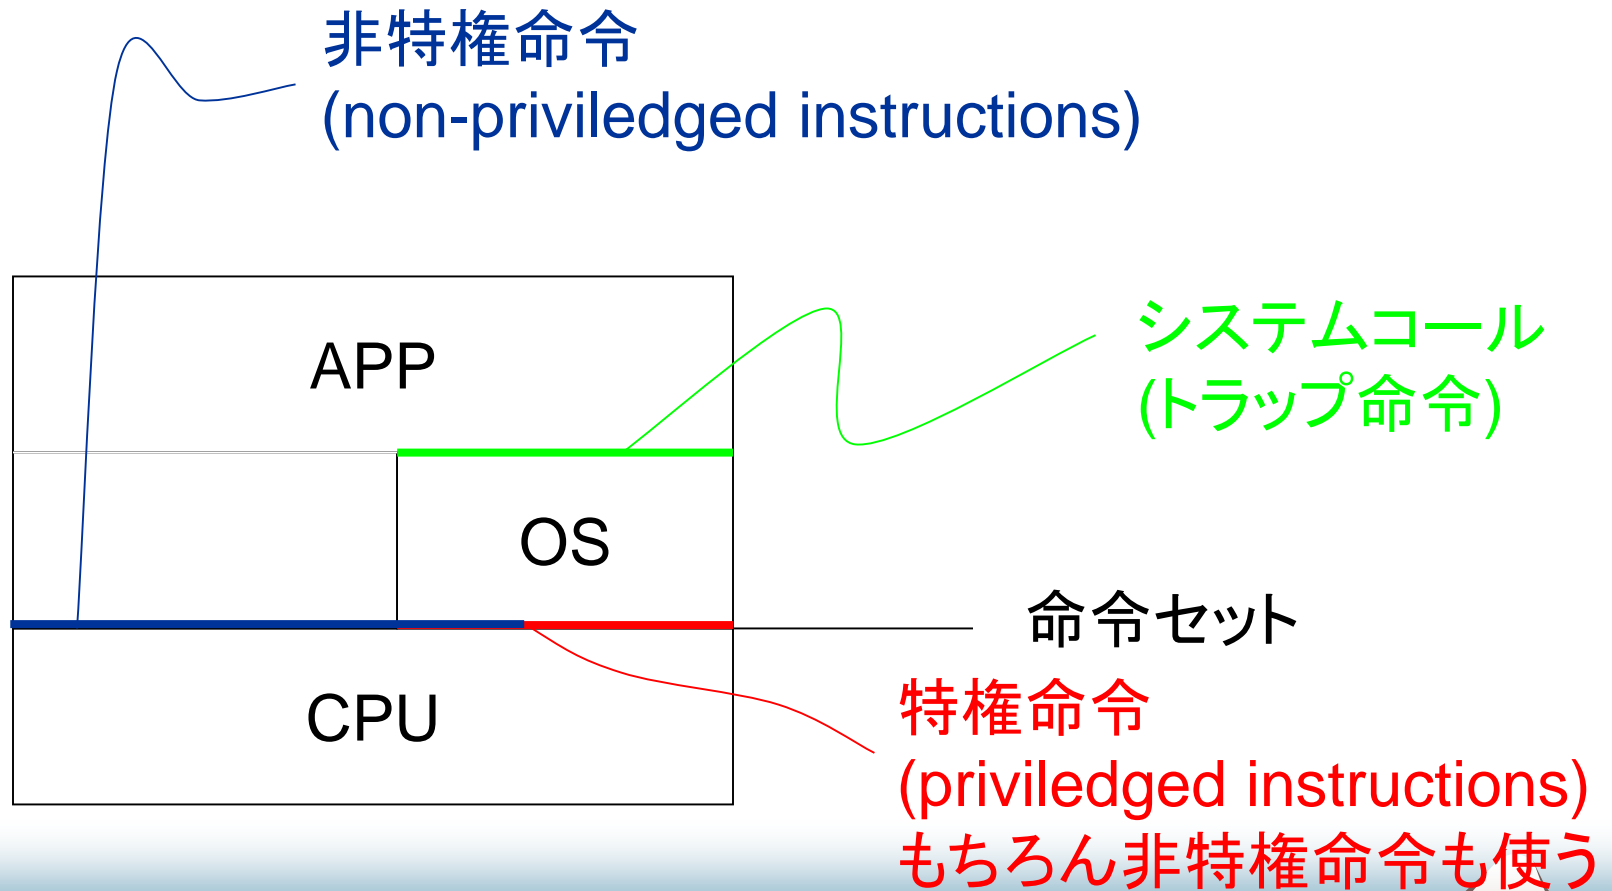 非特権命令
(non-priviledged instructions)
APP
システムコール
(トラップ命令)
OS
命令セット
CPU
特権命令
(priviledged instructions)
もちろん非特権命令も使う